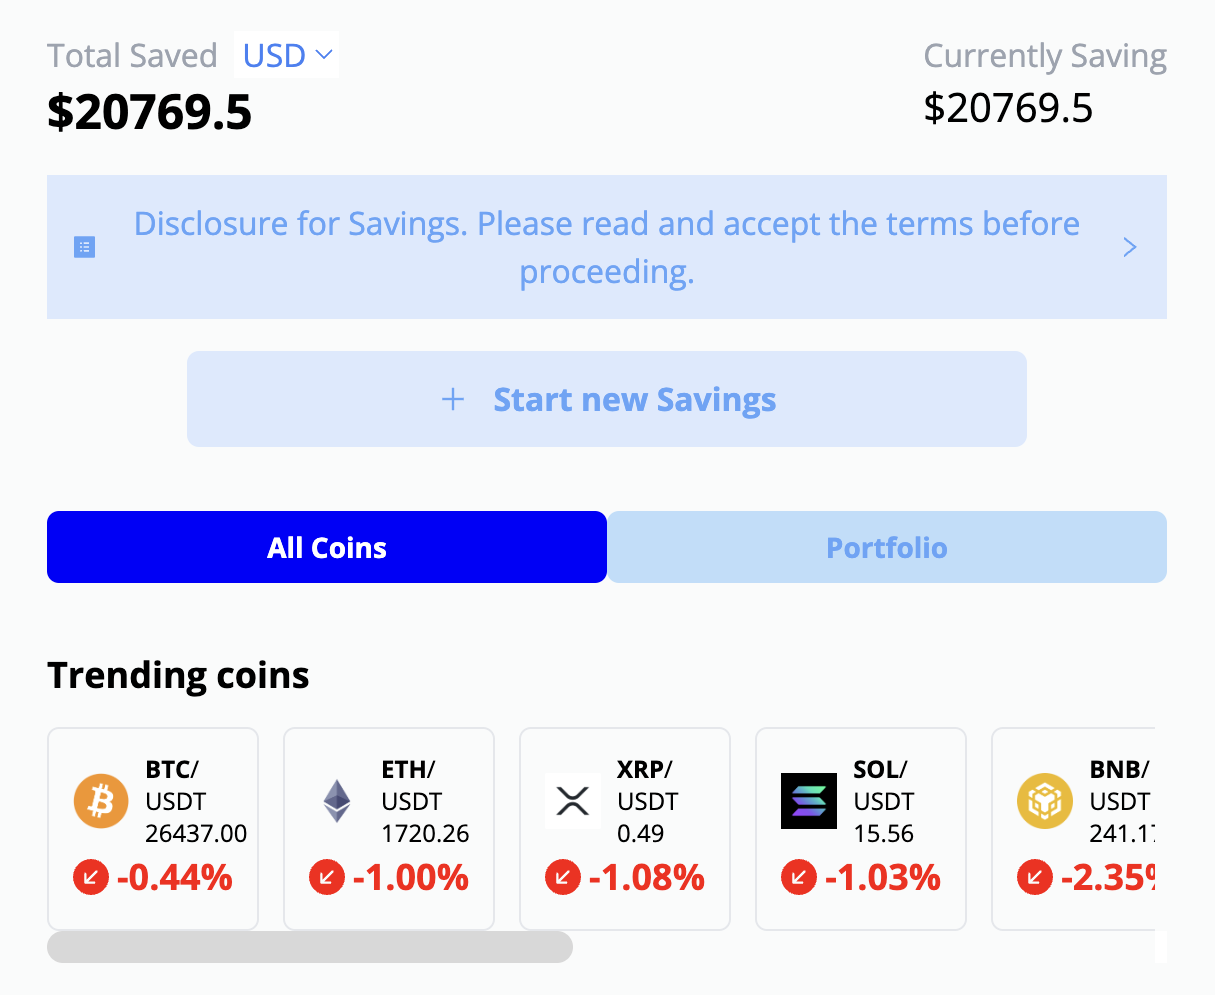 Total Saved USD
$20769.5
Currently Saving
$20769.5
Disclosure for Savings. Please read and accept the terms before
proceeding.
+ Start new Savings
All Coins
Portfolio
Trending coins
BTC/
USDT
26437.00
-0.44%
ETH/
USDT
1720.26
-1.00%
XRP/
USDT
0.49
-1.08%
SOL/
USDT
15.56
-1.03%
BNB/
USDT
241.17
-2.35%